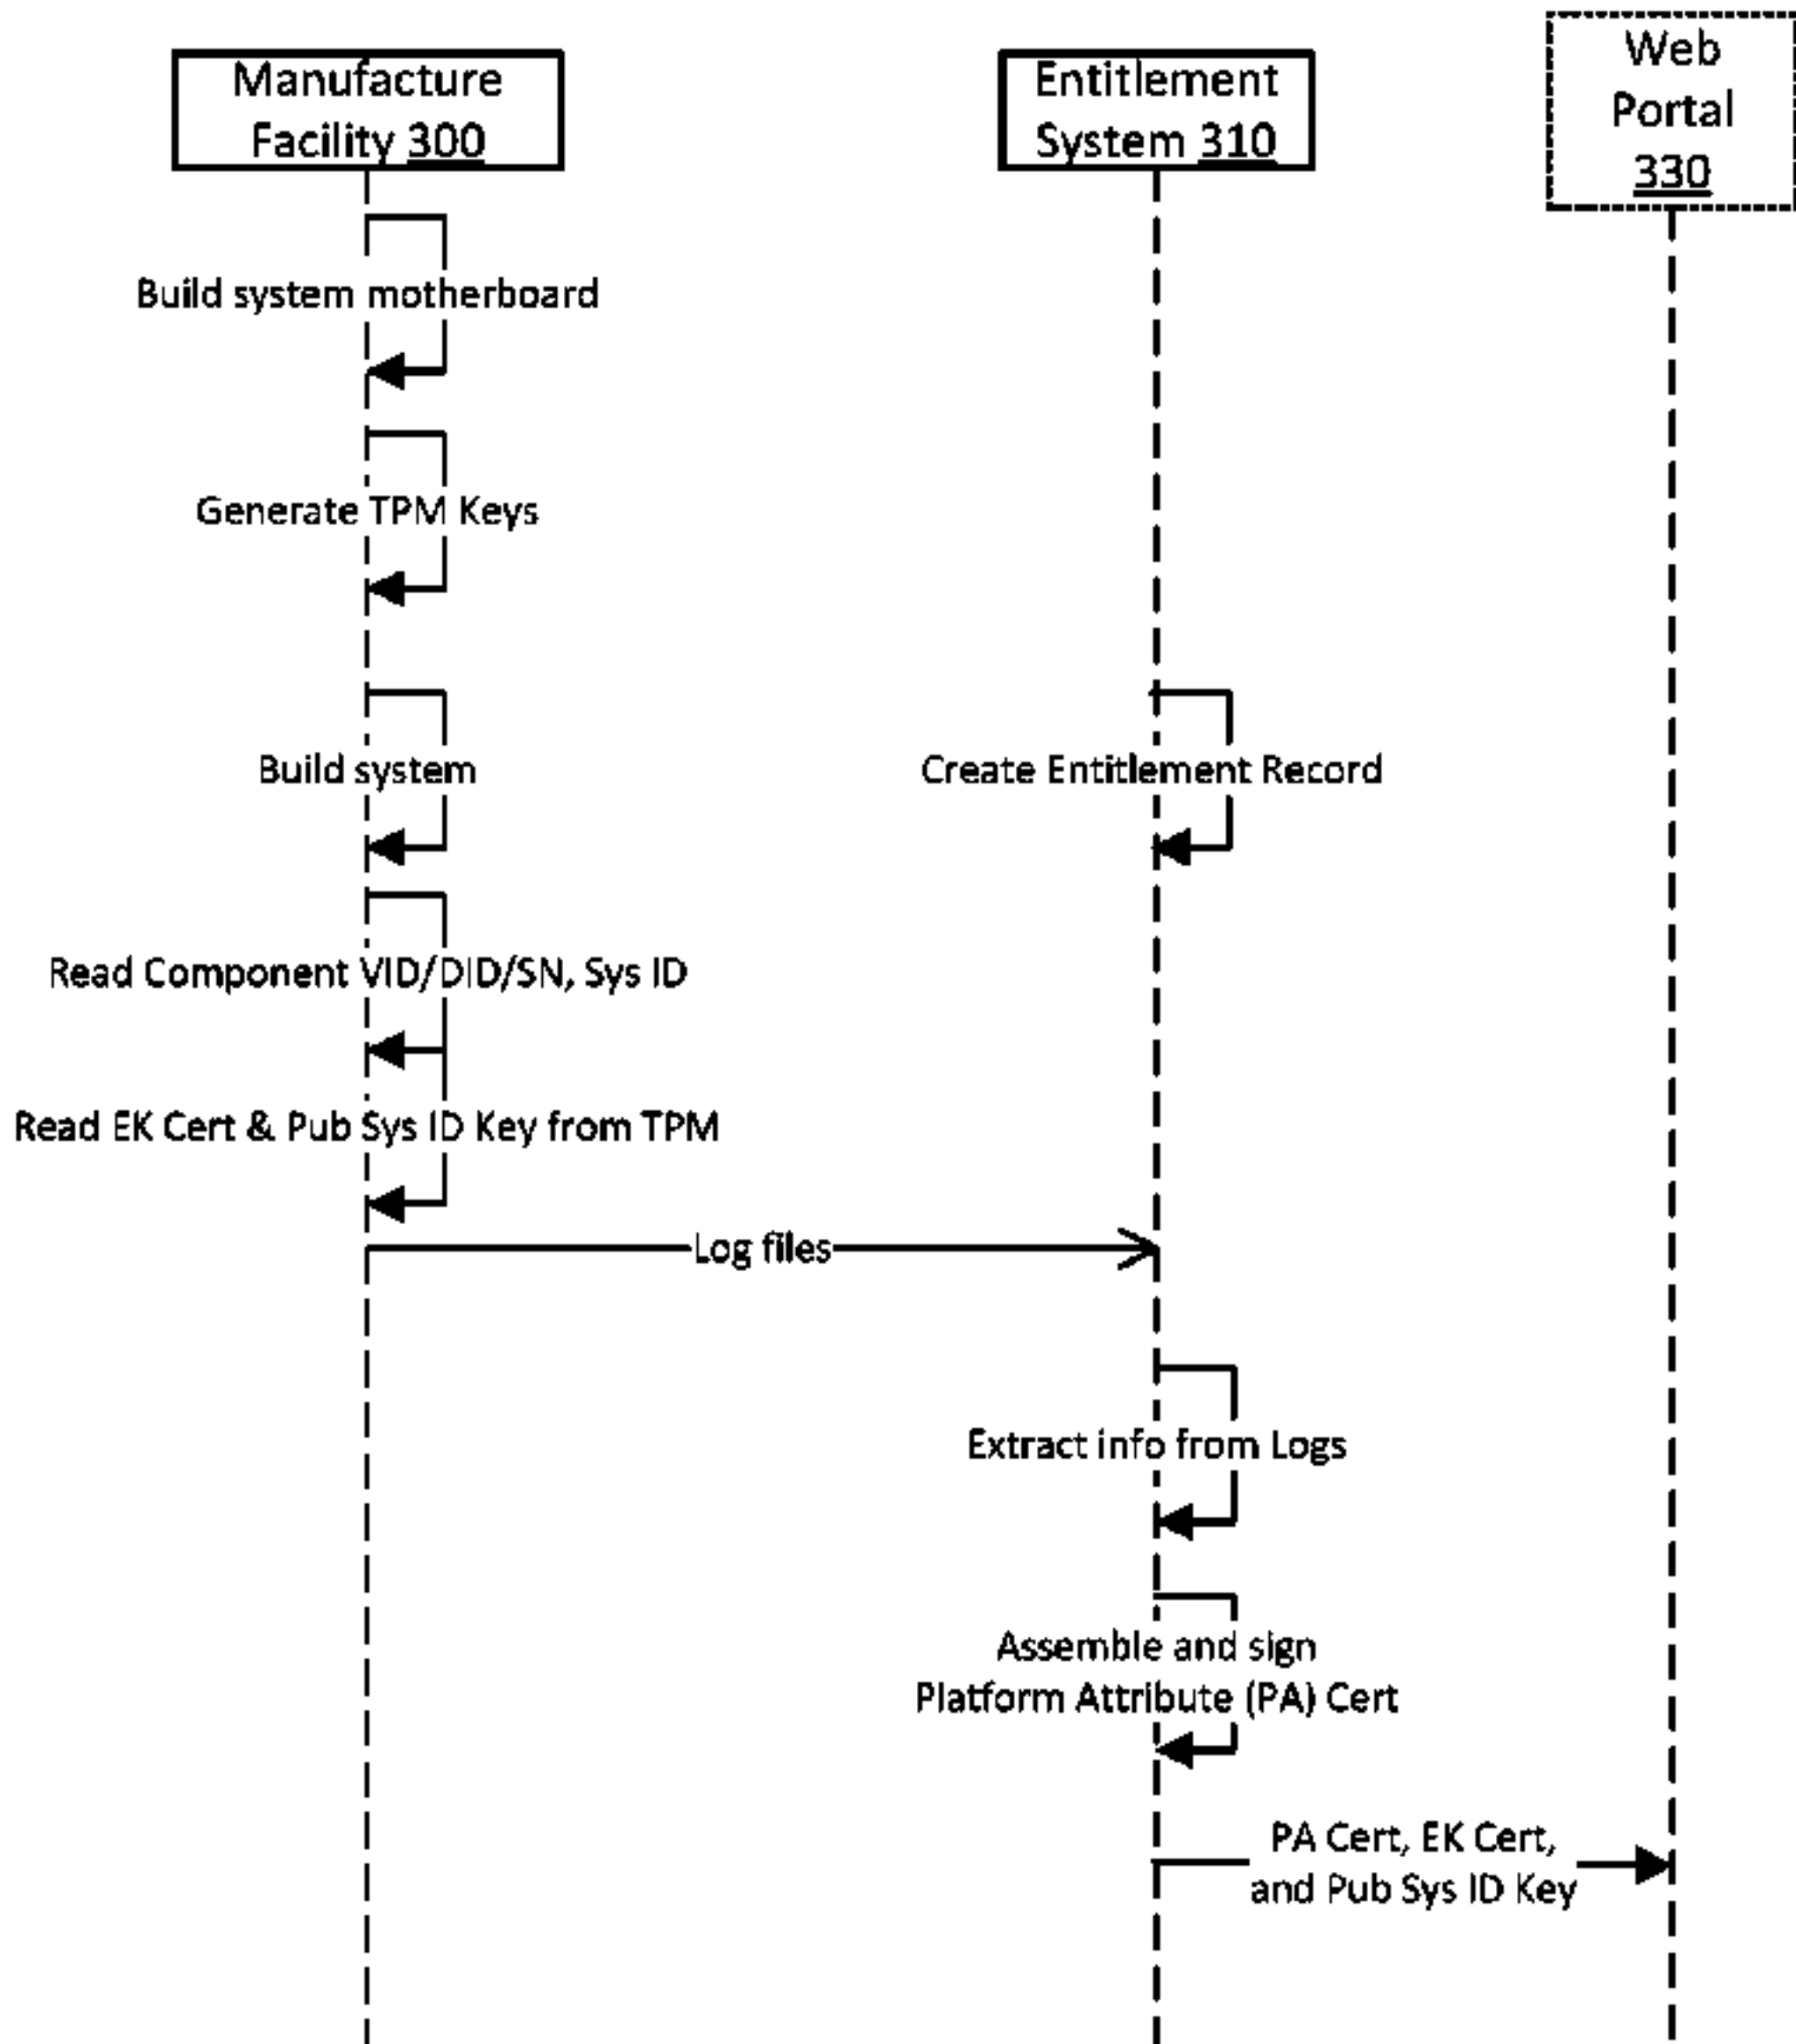 Manufacture
Facility 300
Entitlement
System 310
Web
Portal
330
Build system motherboard
Generate TPM Keys
Build system
Create Entitlement Record
Read Component VID/DID/SN, Sys ID
Read EK Cert & Pub Sys ID Key from TPM
Log files
Extract info from Logs
Assemble and sign
Platform Attribute (PA) Cert
PA Cert, EK Cert,
and Pub Sys ID Key